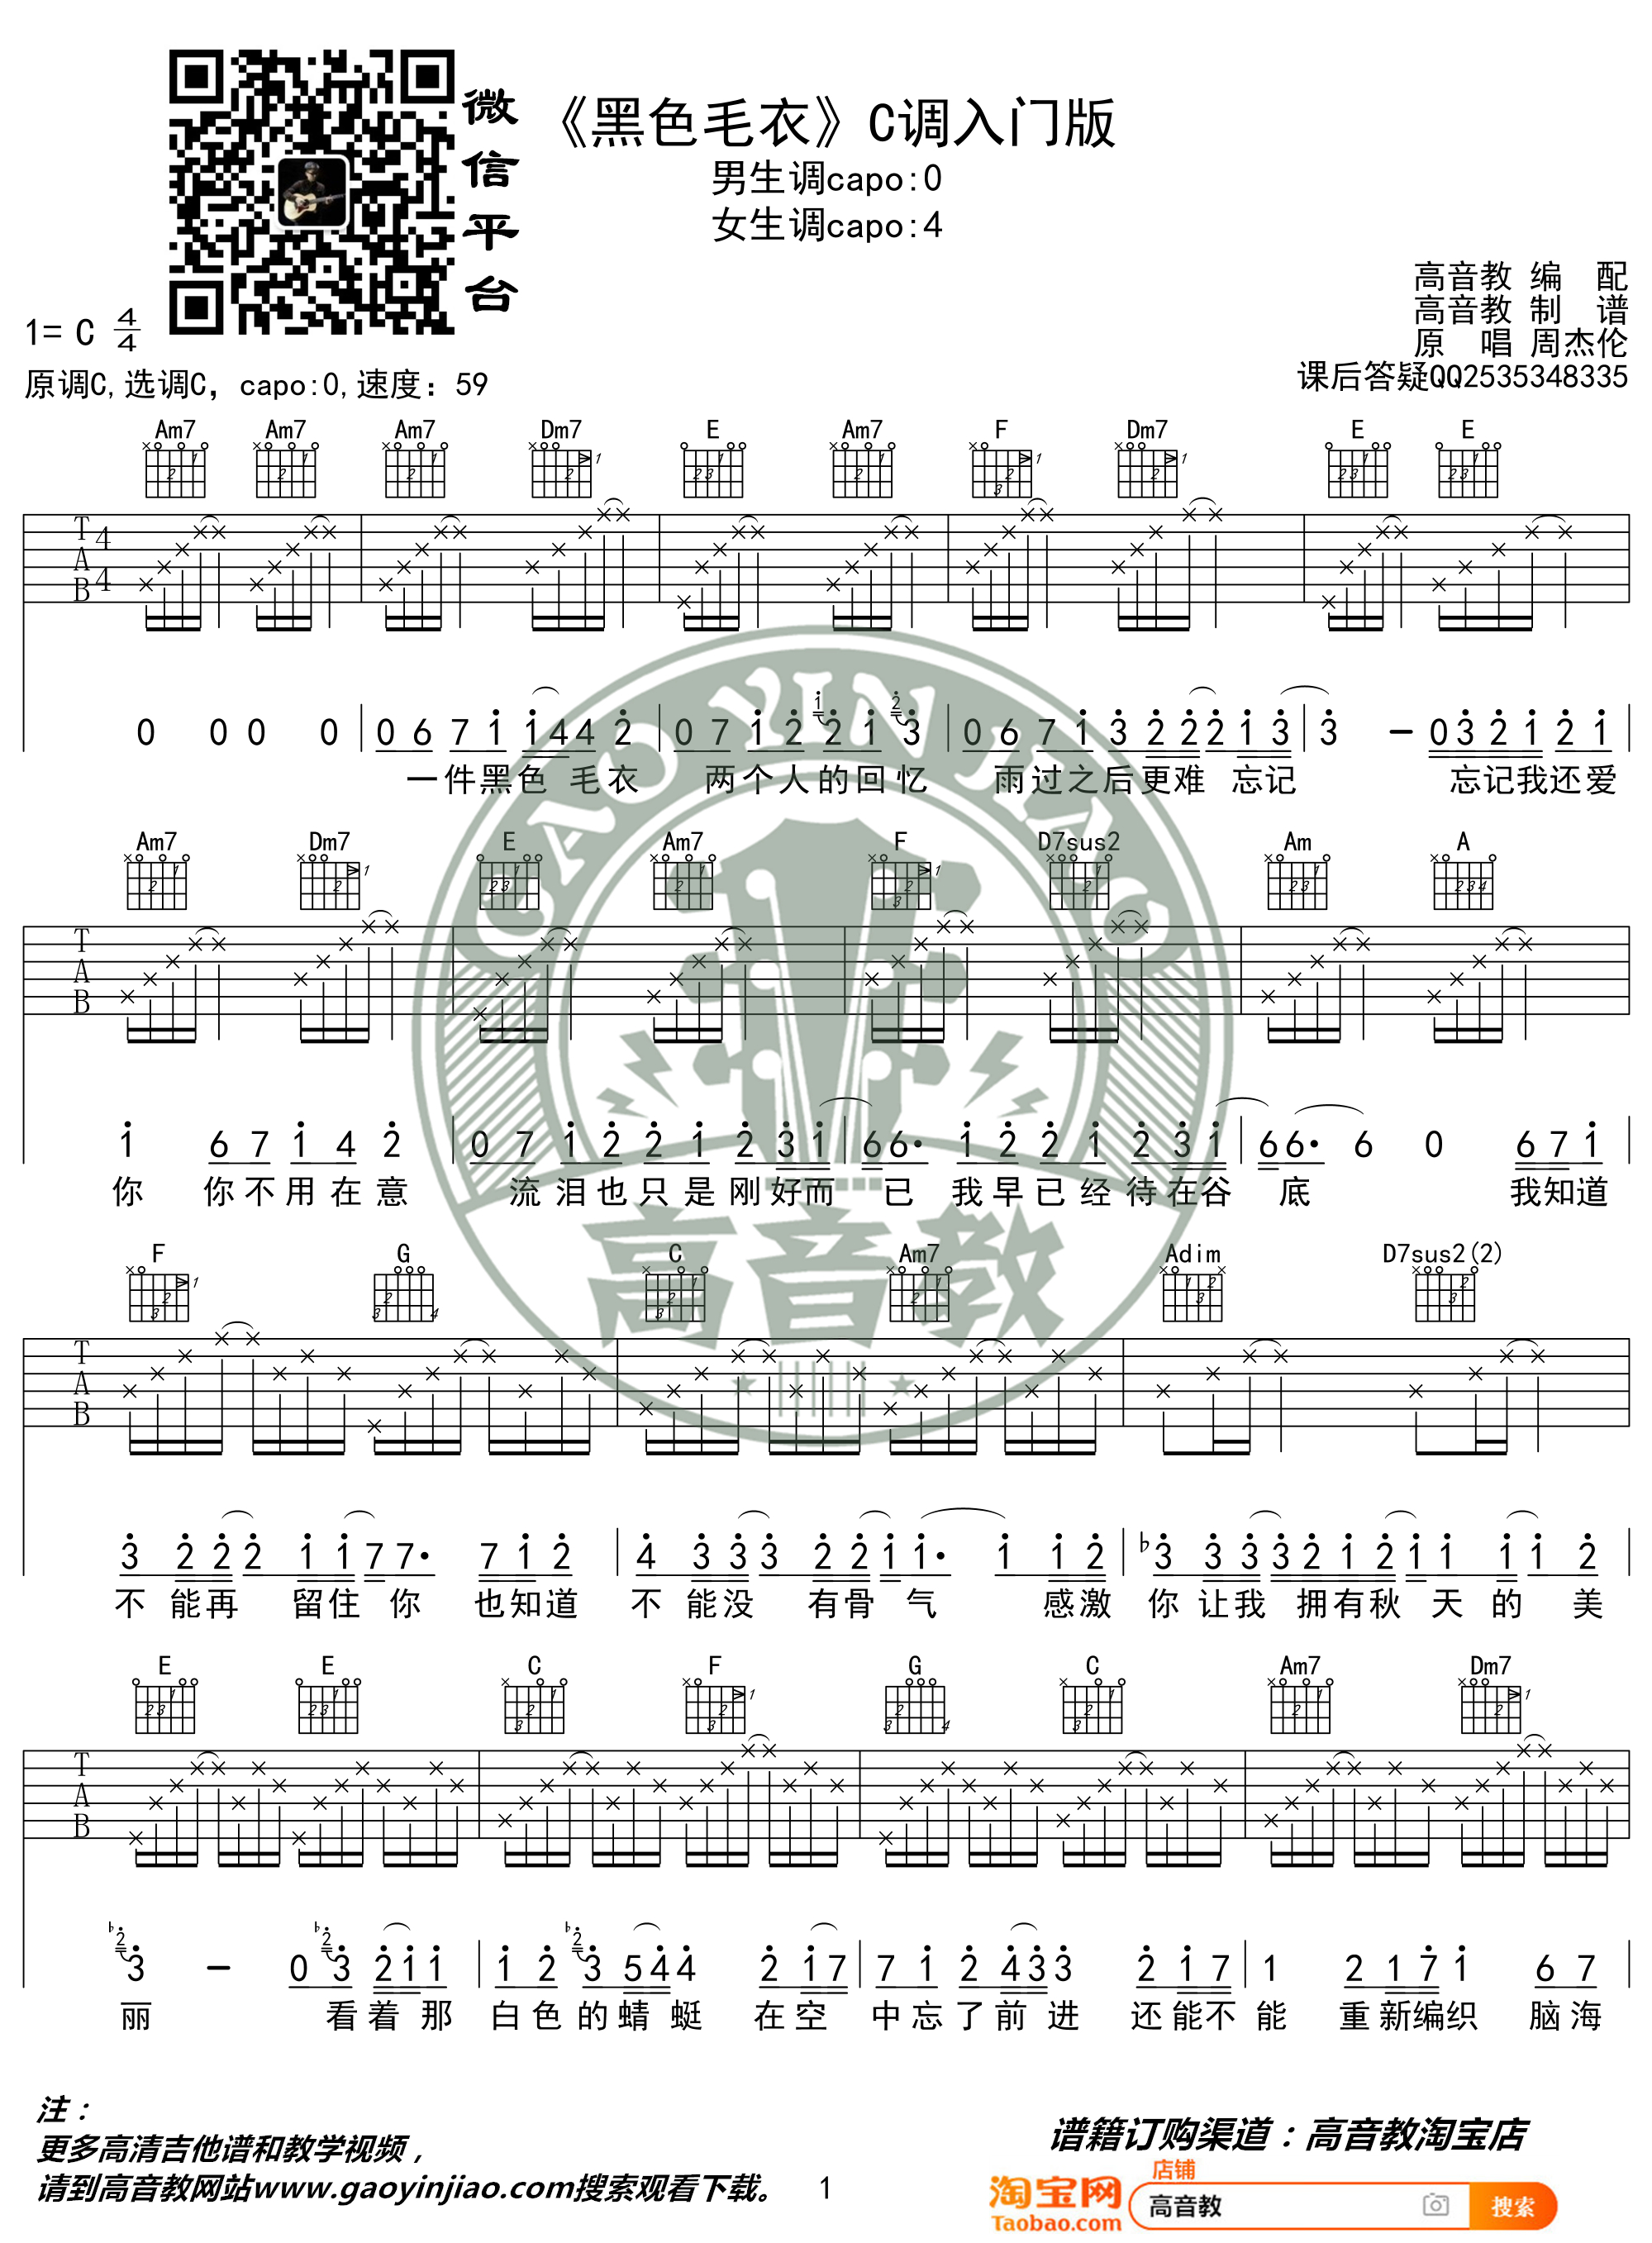 微信平台
《黑色毛衣》C调入门版
男生调capo:0
女生调capo:4
高音教 编 配
高音教 制 谱
原 唱 周杰伦
课后答疑QQ2535348335
1= C 4/4
原调C,选调C，capo:0,速度：59
Am7 Am7 Am7 Dm7 E Am7 F Dm7 E E
T A B 4 4
0 0 0 0 | 0 6 7 1 1 4 4 2 | 0 7 1 2 1 2 1 2 3 | 0 6 7 1 3 2 2 2 1 3 | 3 - 0 3 2 1 2 1
一件黑色 毛衣 两个人的回忆 雨过之后更难 忘记 忘记我还爱
Am7 Dm7 E Am7 F D7sus2 Am A
T A B
1 6 7 1 4 2 | 0 7 1 2 2 1 2 3 1 | 6 6· 1 2 2 1 2 3 1 | 6 6· 6 0 6 7 1
你 你不用在意 流泪也只是刚好而 已 我早已经待在谷 底 我知道
F G C Am7 Adim D7sus2(2)
T A B
3 2 2 2 1 1 7 7· 7 1 2 | 4 3 3 3 2 2 1 1· 1 1 2 | ♭3 3 3 3 2 1 2 1 1 1 1 2
不 能再 留住 你 也知道 不 能没 有骨 气 感激 你 让我 拥有秋 天 的 美
E E C F G C Am7 Dm7
T A B
♭2 3 - 0 ♭2 3 2 1 1 | 1 2 ♭2 3 5 4 4 2 1 7 | 7 1 2 4 3 3 2 1 7 | 1 2 1 7 1 6 7
丽 看着那 白色的蜻蜓 在空 中忘了前 进 还能不 能 重新编织 脑海
CAO YIN JIAO
高音教
注：
更多高清吉他谱和教学视频，
请到高音教网站www.gaoyinjiao.com搜索观看下载。
1
谱籍订购渠道：高音教淘宝店
淘宝网
Taobao.com
店铺
高音教
搜索